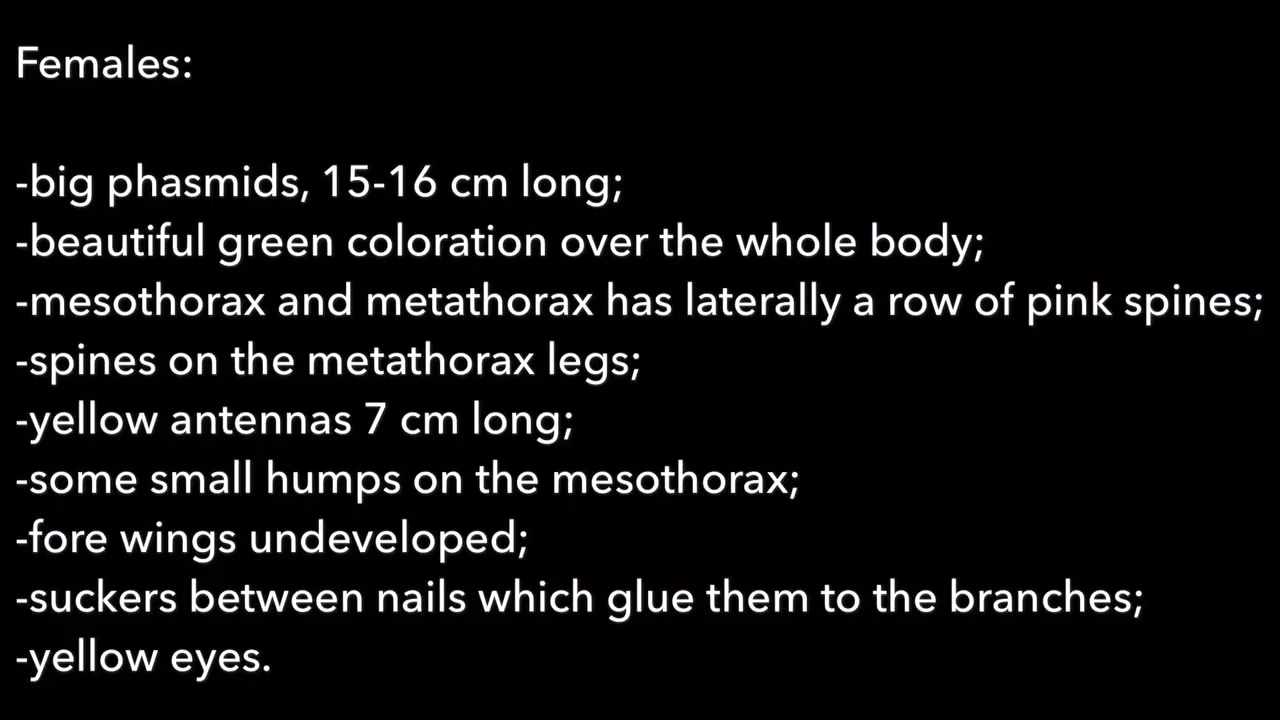 Females:
-big phasmids, 15-16 cm long;
-beautiful green coloration over the whole body;
-mesothorax and metathorax has laterally a row of pink spines;
-spines on the metathorax legs;
-yellow antennas 7 cm long;
-some small humps on the mesothorax;
-fore wings undeveloped;
-suckers between nails which glue them to the branches;
-yellow eyes.